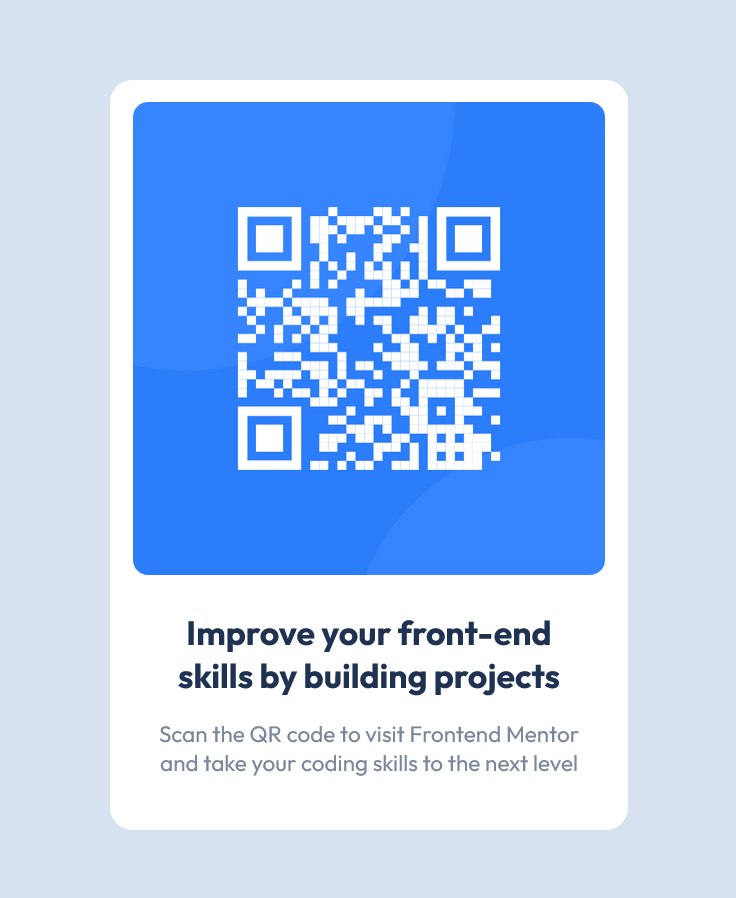 Improve your front-end
skills by building projects
Scan the QR code to visit Frontend Mentor
and take your coding skills to the next level